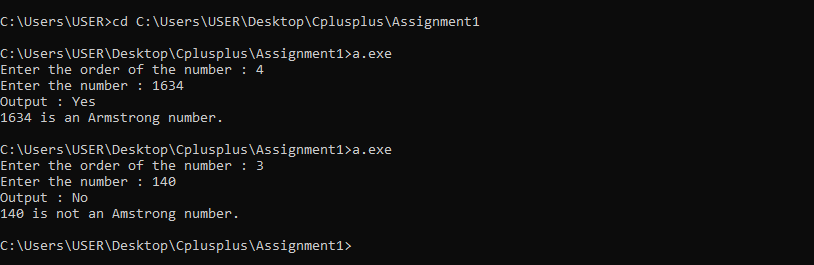 C:\Users\USER>cd C:\Users\USER\Desktop\Cplusplus\Assignment1
C:\Users\USER\Desktop\Cplusplus\Assignment1>a.exe
Enter the order of the number : 4
Enter the number : 1634
Output : Yes
1634 is an Armstrong number.
C:\Users\USER\Desktop\Cplusplus\Assignment1>a.exe
Enter the order of the number : 3
Enter the number : 140
Output : No
140 is not an Amstrong number.
C:\Users\USER\Desktop\Cplusplus\Assignment1>